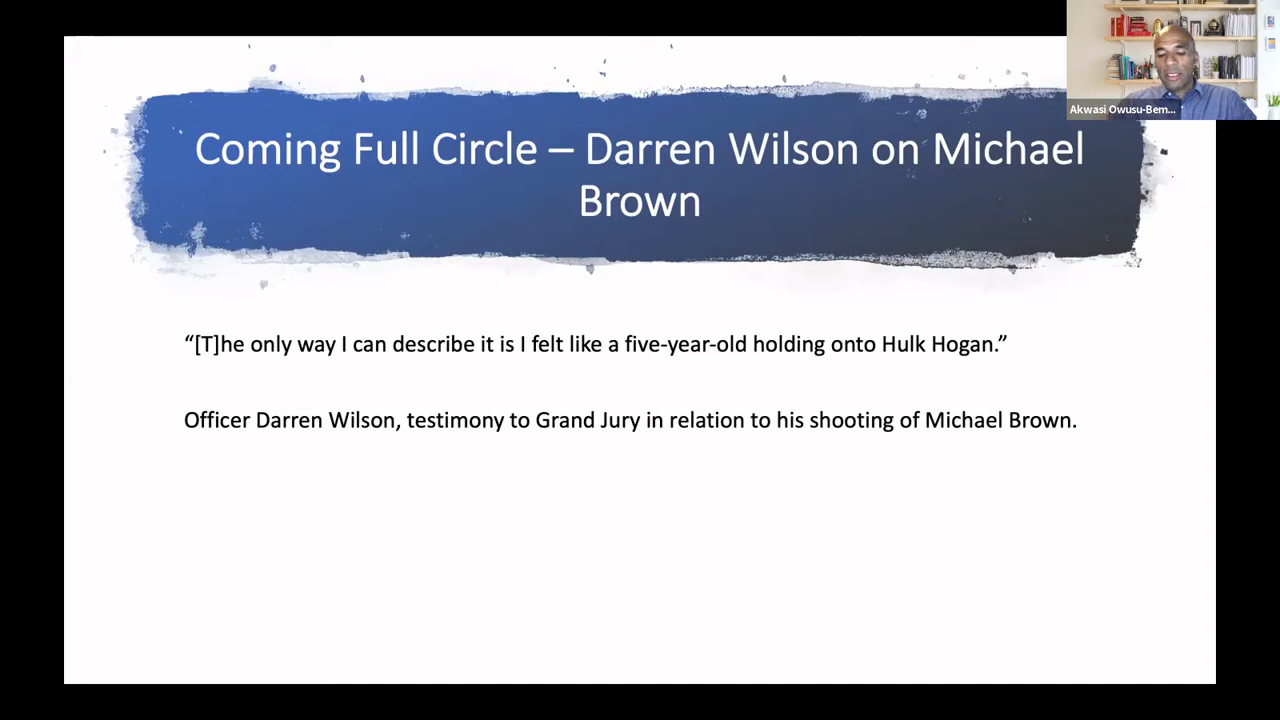 Coming Full Circle – Darren Wilson on Michael
Brown
Akwasi Owusu-Bem...
“[T]he only way I can describe it is I felt like a five-year-old holding onto Hulk Hogan.”
Officer Darren Wilson, testimony to Grand Jury in relation to his shooting of Michael Brown.